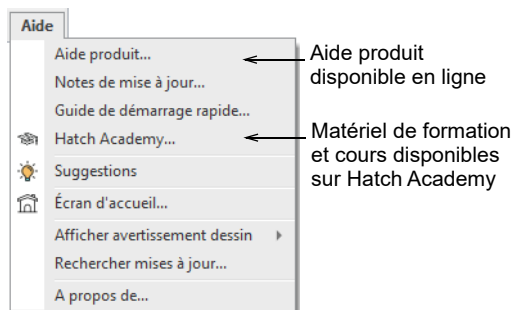 Aide
Aide produit...
Notes de mise à jour...
Guide de démarrage rapide...
Hatch Academy...
Suggestions
Écran d'accueil...
Afficher avertissement dessin
Rechercher mises à jour...
A propos de...
Aide produit
disponible en ligne
Matériel de formation
et cours disponibles
sur Hatch Academy